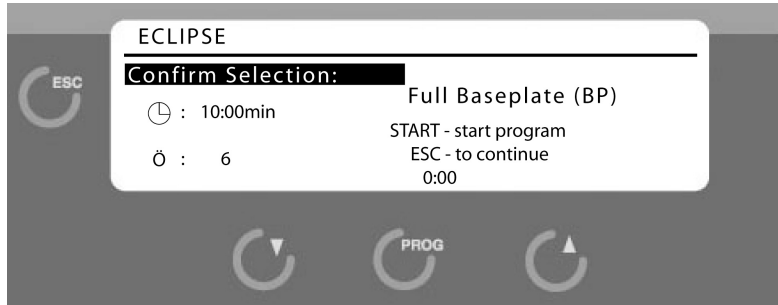 ECLIPSE
ESC
Confirm Selection:
Full Baseplate (BP)
: 10:00min
START - start program
ESC - to continue
Ö : 6
0:00
PROG